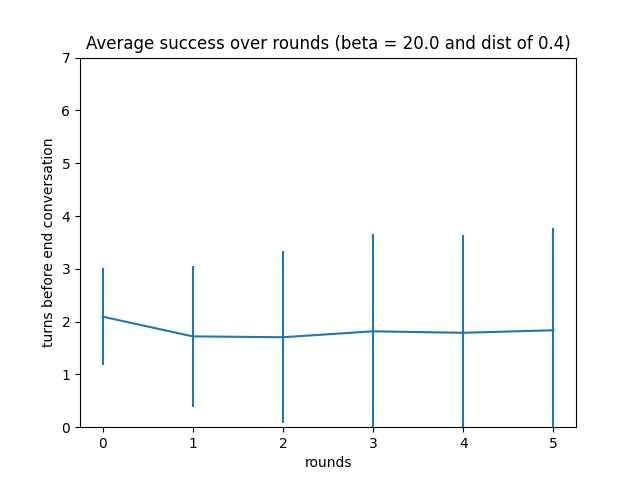 Average success over rounds (beta = 20.0 and dist of 0.4)
7
6
5
4
3
2
1
0
turns before end conversation
0 1 2 3 4 5
rounds